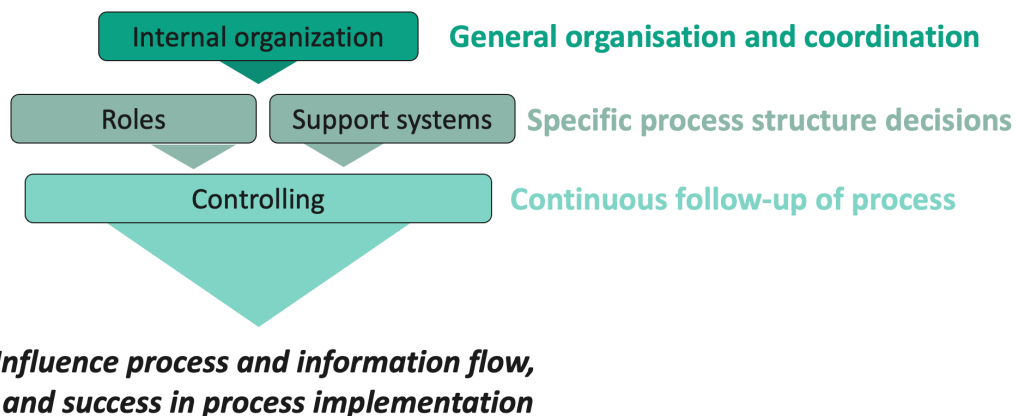 Internal organization
General organisation and coordination
Roles
Support systems
Specific process structure decisions
Controlling
Continuous follow-up of process
Influence process and information flow,
and success in process implementation